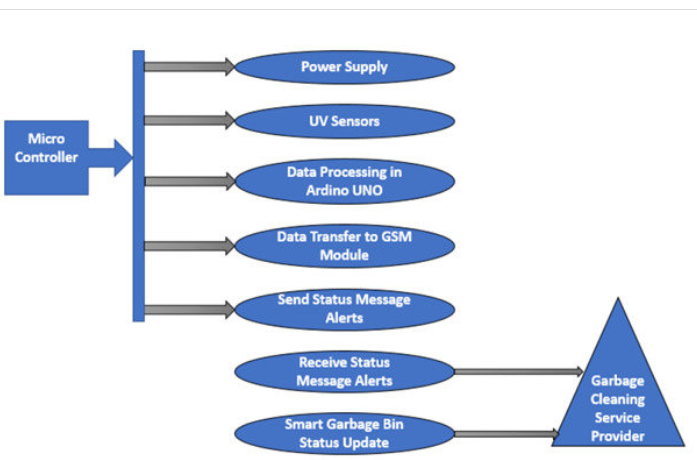 Power Supply
Micro
Controller
UV Sensors
Data Processing in
Ardino UNO
Data Transfer to GSM
Module
Send Status Message
Alerts
Receive Status
Message Alerts
Smart Garbage Bin
Status Update
Garbage
Cleaning
Service
Provider